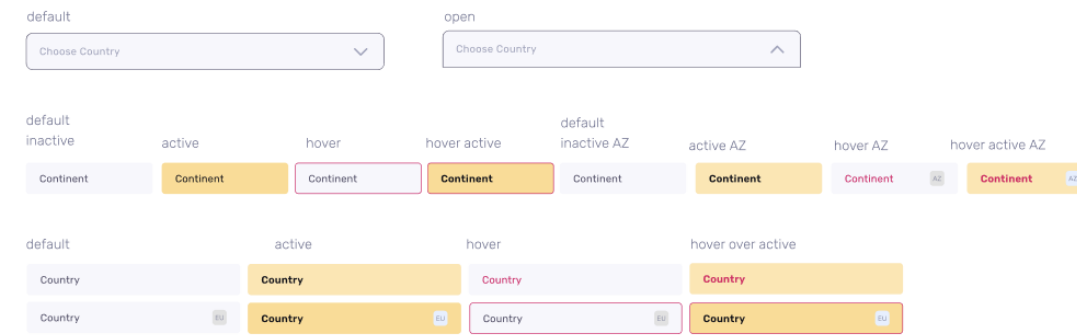 default
open
Choose Country
Choose Country
default
inactive
active
hover
hover active
default
inactive AZ
active AZ
hover AZ
hover active AZ
Continent
Continent
Continent
Continent
Continent
Continent
Continent AZ
Continent AZ
default
active
hover
hover over active
Country
Country
Country
Country
Country EU
Country EU
Country EU
Country EU